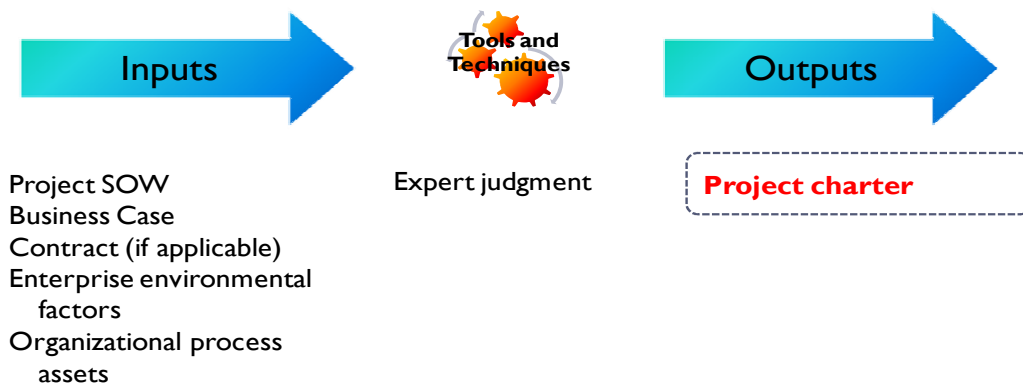 Inputs
Tools and
Techniques
Outputs
Project SOW
Business Case
Contract (if applicable)
Enterprise environmental
factors
Organizational process
assets
Expert judgment
Project charter